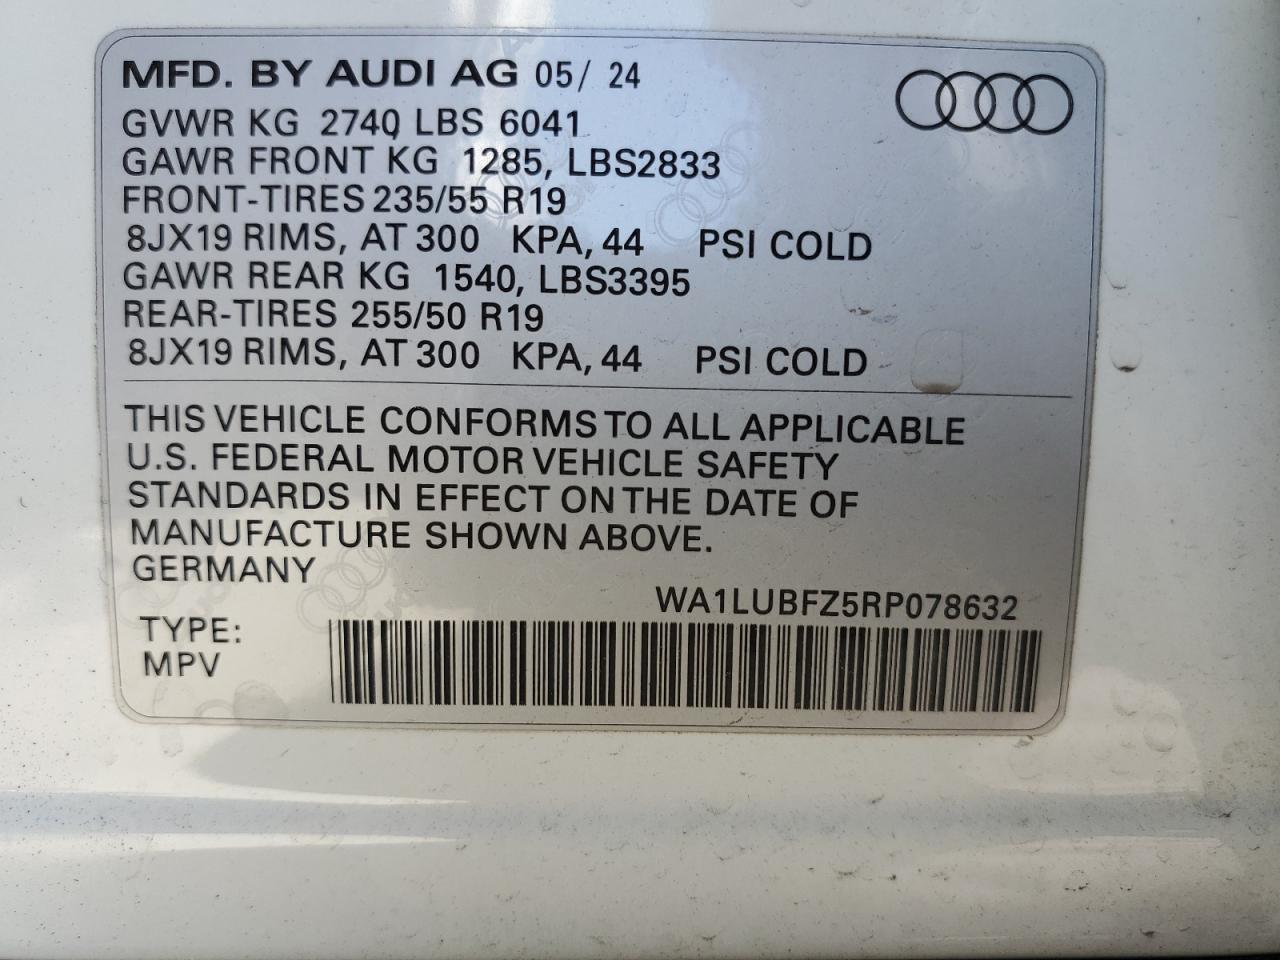 MFD. BY AUDI AG 05/ 24
GVWR KG 2740 LBS 6041
GAWR FRONT KG 1285, LBS2833
FRONT-TIRES 235/55 R19
8JX19 RIMS, AT 300 KPA, 44 PSI COLD
GAWR REAR KG 1540, LBS3395
REAR-TIRES 255/50 R19
8JX19 RIMS, AT 300 KPA, 44 PSI COLD
THIS VEHICLE CONFORMS TO ALL APPLICABLE
U.S. FEDERAL MOTOR VEHICLE SAFETY
STANDARDS IN EFFECT ON THE DATE OF
MANUFACTURE SHOWN ABOVE.
GERMANY
WA1LUBFZ5RP078632
TYPE:
MPV